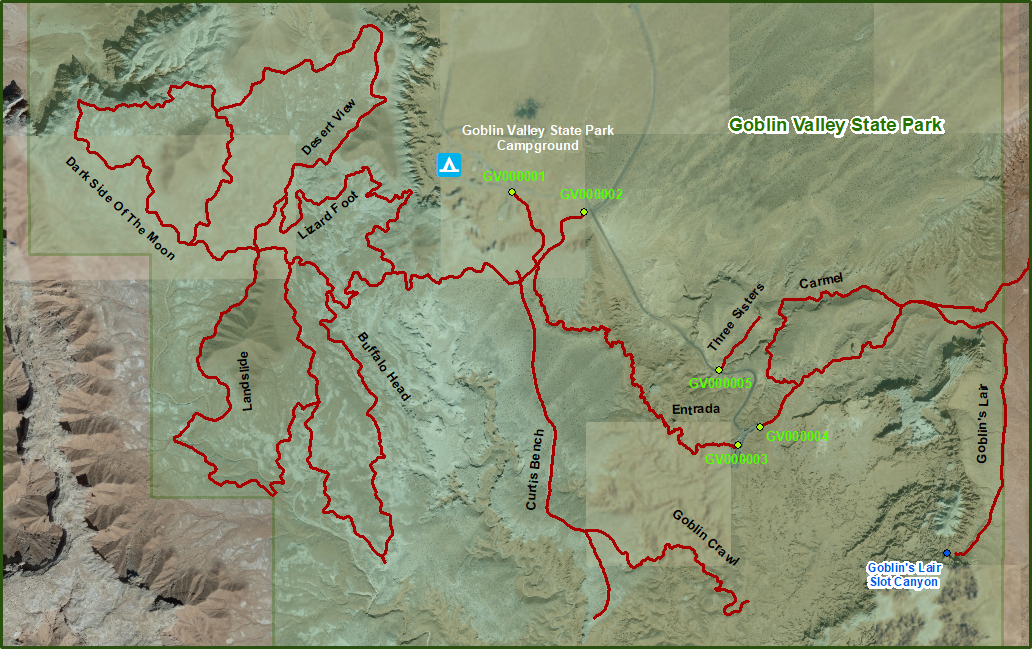 Goblin Valley State Park
Goblin Valley State Park
Campground
Desert View
Dark Side Of The Moon
GV000001
GV000002
Lizard Foot
Carmel
Three Sisters
Buffalo Head
Landslide
GV000005
Entrada
Goblin's Lair
GV000004
GV000003
Curtis Bench
Goblin Crawl
Goblin's Lair
Slot Canyon